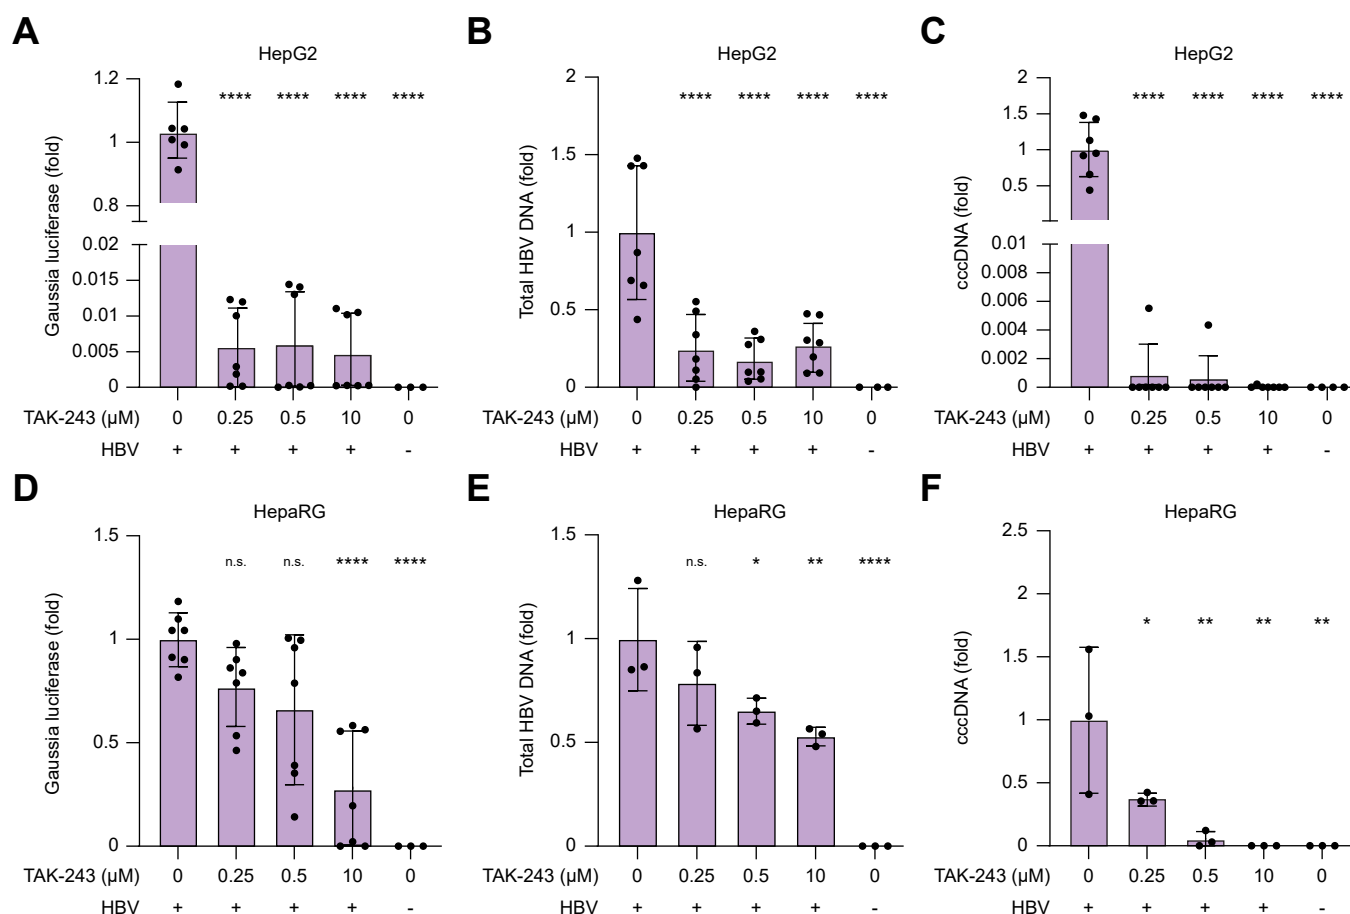 A
HepG2
Gaussia luciferase (fold)
1.2
1
0.8
0.02
0.015
0.01
0.005
0
**** **** **** ****
TAK-243 (µM) 0 0.25 0.5 10 0
HBV + + + + -
B
HepG2
Total HBV DNA (fold)
2
1.5
1
0.5
0
**** **** **** ****
TAK-243 (µM) 0 0.25 0.5 10 0
HBV + + + + -
C
HepG2
cccDNA (fold)
2
1.5
1
0.5
0.01
0.008
0.006
0.004
0.002
0
**** **** **** ****
TAK-243 (µM) 0 0.25 0.5 10 0
HBV + + + + -
D
HepaRG
Gaussia luciferase (fold)
1.5
1
0.5
0
n.s. n.s. **** ****
TAK-243 (µM) 0 0.25 0.5 10 0
HBV + + + + -
E
HepaRG
Total HBV DNA (fold)
1.5
1
0.5
0
n.s. * ** ****
TAK-243 (µM) 0 0.25 0.5 10 0
HBV + + + + -
F
HepaRG
cccDNA (fold)
2.5
2
1.5
1
0.5
0
* ** ** **
TAK-243 (µM) 0 0.25 0.5 10 0
HBV + + + + -